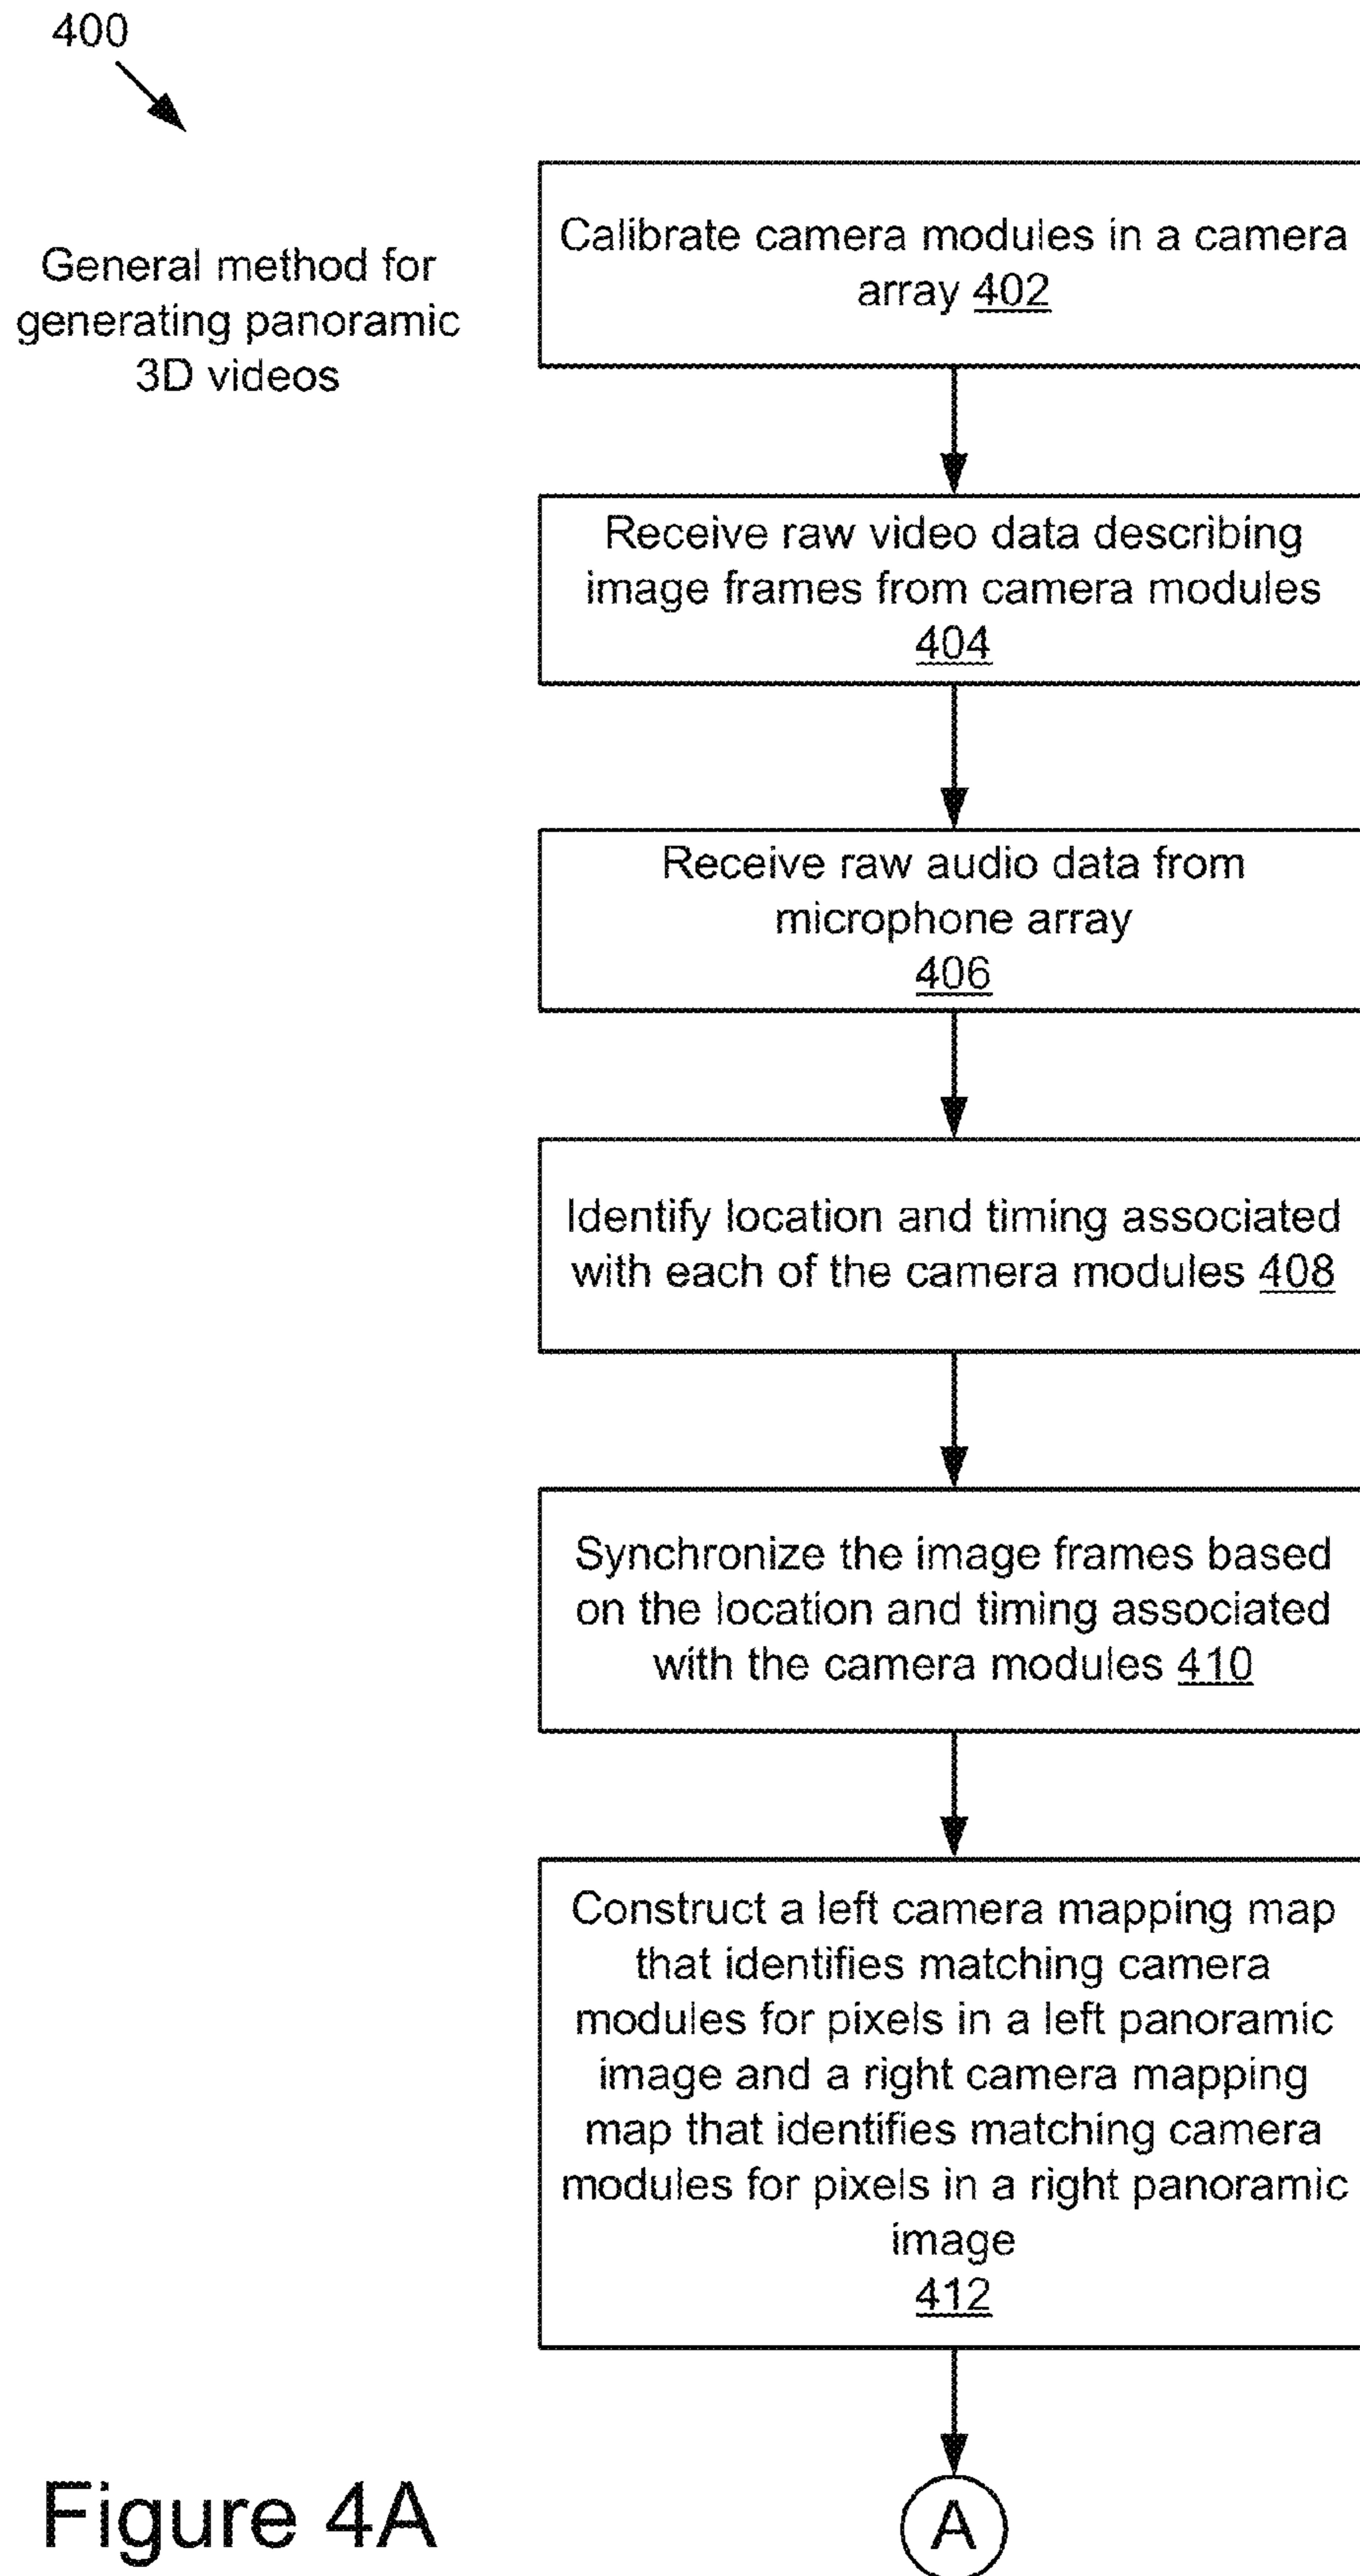 400
General method for
generating panoramic
3D videos
Calibrate camera modules in a camera
array 402
Receive raw video data describing
image frames from camera modules
404
Receive raw audio data from
microphone array
406
Identify location and timing associated
with each of the camera modules 408
Synchronize the image frames based
on the location and timing associated
with the camera modules 410
Construct a left camera mapping map
that identifies matching camera
modules for pixels in a left panoramic
image and a right camera mapping
map that identifies matching camera
modules for pixels in a right panoramic
image
412
A
Figure 4A